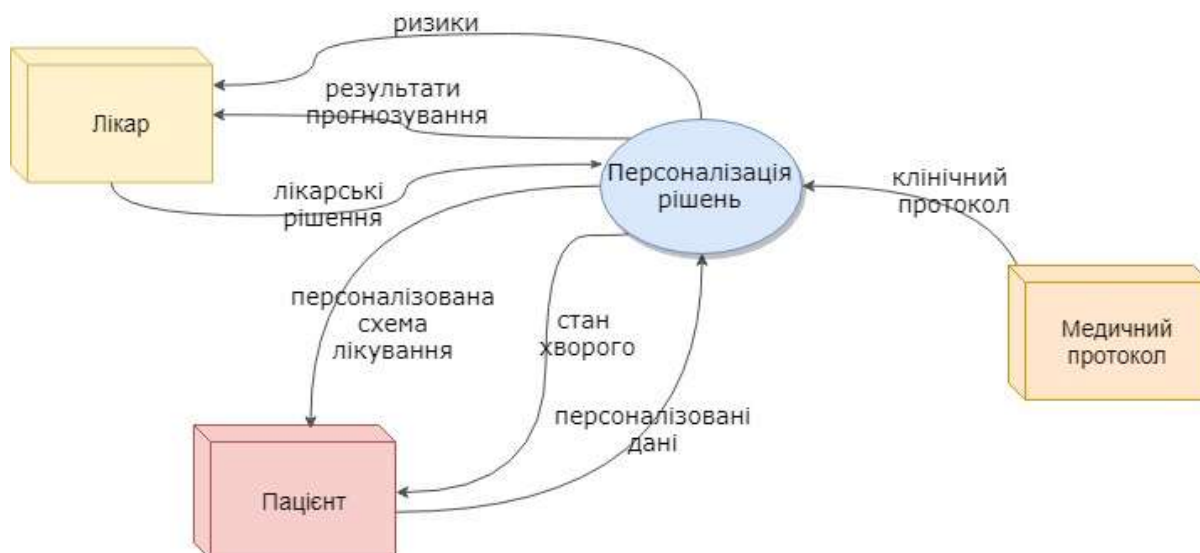 ризики
результати
прогнозування
Лікар
лікарські
рішення
Персоналізація
рішень
клінічний
протокол
персоналізована
схема
лікування
стан
хворого
Медичний
протокол
персоналізовані
дані
Пацієнт